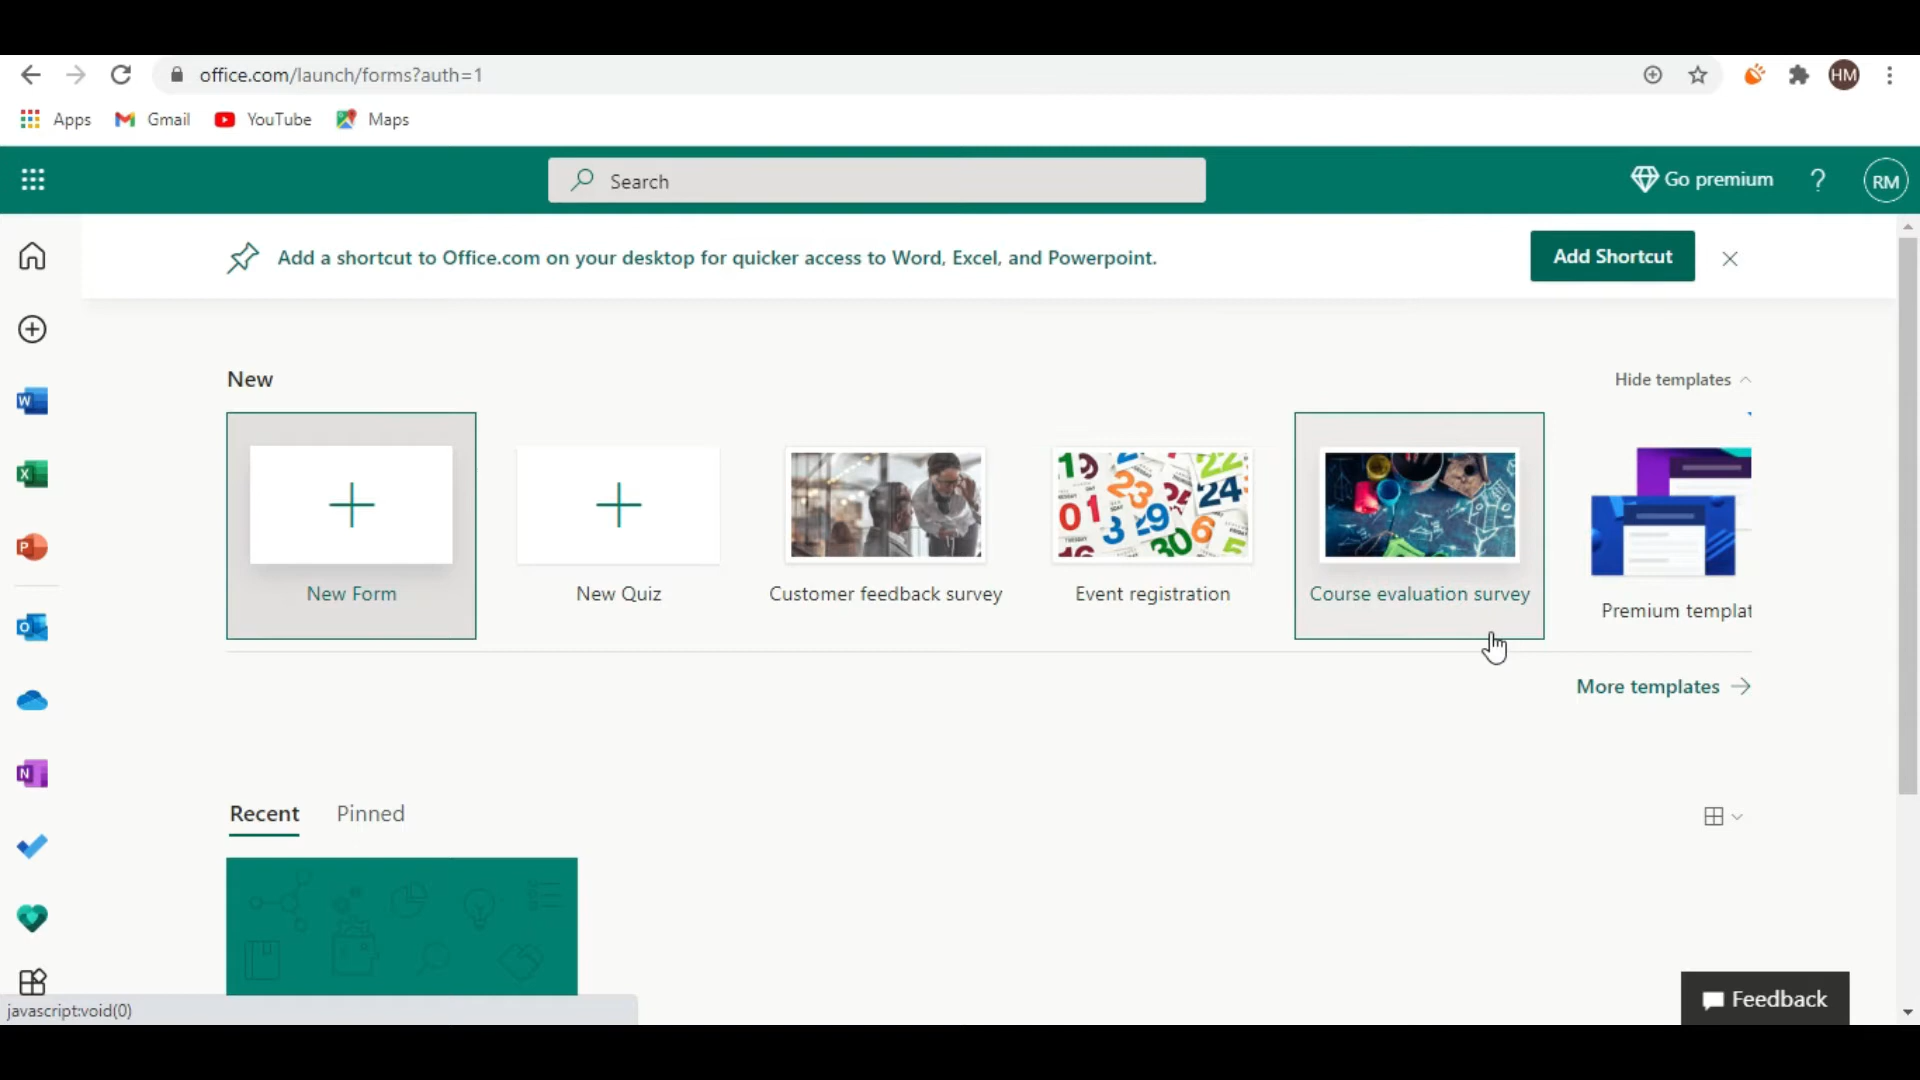 office.com/launch/forms?auth=1
HM
Apps
Gmail
YouTube
Maps
Search
Go premium
?
RM
Add a shortcut to Office.com on your desktop for quicker access to Word, Excel, and Powerpoint.
Add Shortcut
New
Hide templates
New Form
New Quiz
Customer feedback survey
Event registration
Course evaluation survey
Premium templat
More templates
Recent
Pinned
javascript:void(0)
Feedback